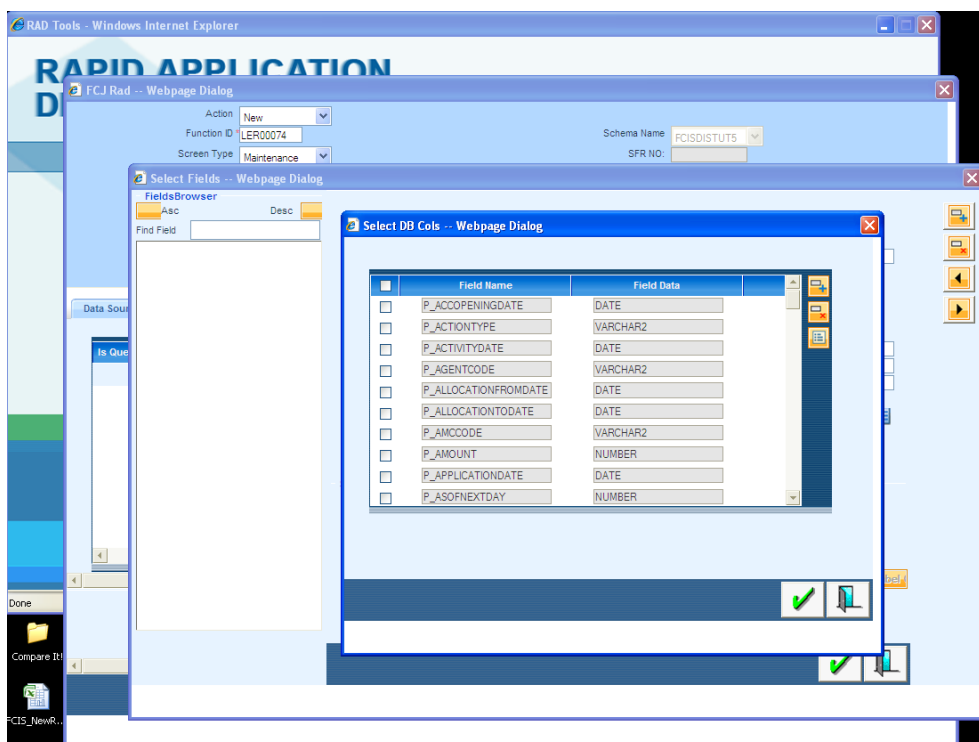 RAD Tools - Windows Internet Explorer
RAPID APPLICATION
FCJ Rad -- Webpage Dialog
Action New
Function ID * LER00074
Schema Name FCISDISTUT5
Screen Type Maintenance
SFR NO:
Select Fields -- Webpage Dialog
FieldsBrowser
Asc Desc
Find Field
Select DB Cols -- Webpage Dialog
Field Name Field Data
P_ACCOPENINGDATE DATE
P_ACTIONTYPE VARCHAR2
P_ACTIVITYDATE DATE
P_AGENTCODE VARCHAR2
P_ALLOCATIONFROMDATE DATE
P_ALLOCATIONTODATE DATE
P_AMCCODE VARCHAR2
P_AMOUNT NUMBER
P_APPLICATIONDATE DATE
P_ASOFNEXTDAY NUMBER
Data Sour
Is Que
Done
Compare It!
FCIS_NewR...